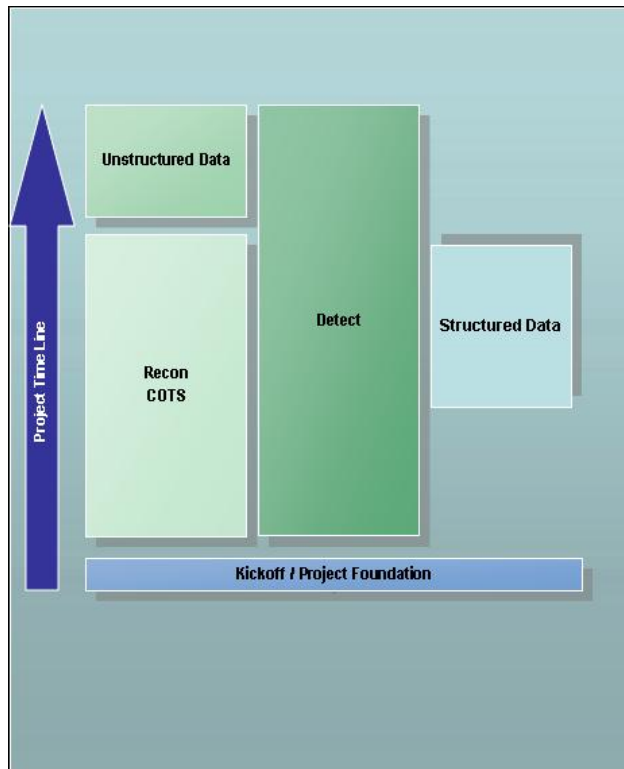 Unstructured Data
Detect
Structured Data
Recon
COTS
Project Time Line
Kickoff / Project Foundation